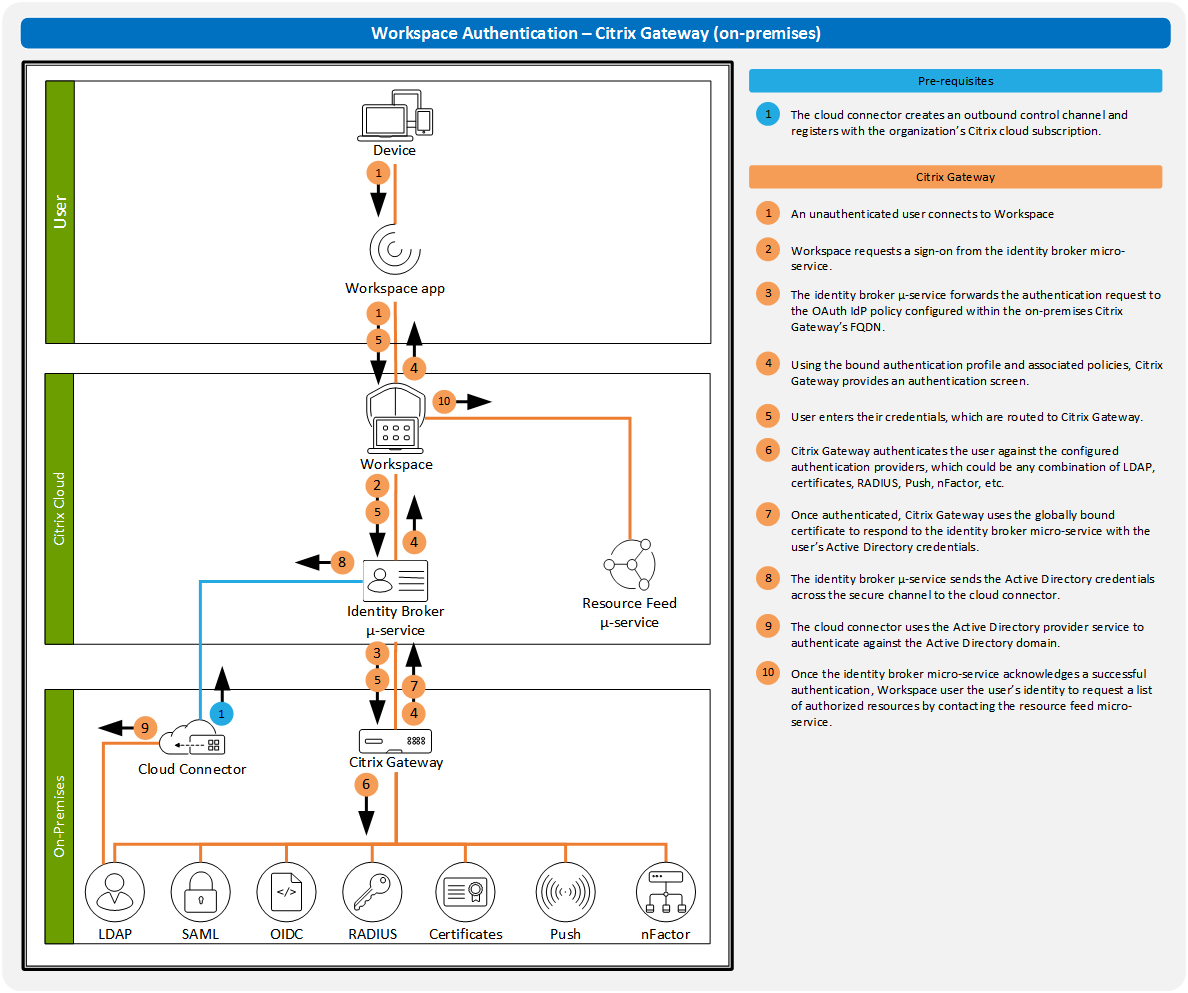 Workspace Authentication – Citrix Gateway (on-premises)
User
Device
1
Workspace app
1
5
4
Citrix Cloud
10
Workspace
2
5
4
8
Identity Broker
μ-service
Resource Feed
μ-service
3
5
7
4
On-Premises
1
9
Cloud Connector
Citrix Gateway
6
LDAP
SAML
</>
OIDC
RADIUS
Certificates
Push
nFactor
Pre-requisites
1 The cloud connector creates an outbound control channel and
registers with the organization's Citrix cloud subscription.
Citrix Gateway
1 An unauthenticated user connects to Workspace
2 Workspace requests a sign-on from the identity broker micro-
service.
3 The identity broker μ-service forwards the authentication request to
the OAuth IdP policy configured within the on-premises Citrix
Gateway's FQDN.
4 Using the bound authentication profile and associated policies, Citrix
Gateway provides an authentication screen.
5 User enters their credentials, which are routed to Citrix Gateway.
6 Citrix Gateway authenticates the user against the configured
authentication providers, which could be any combination of LDAP,
certificates, RADIUS, Push, nFactor, etc.
7 Once authenticated, Citrix Gateway uses the globally bound
certificate to respond to the identity broker micro-service with the
user's Active Directory credentials.
8 The identity broker μ-service sends the Active Directory credentials
across the secure channel to the cloud connector.
9 The cloud connector uses the Active Directory provider service to
authenticate against the Active Directory domain.
10 Once the identity broker micro-service acknowledges a successful
authentication, Workspace user the user's identity to request a list
of authorized resources by contacting the resource feed micro-
service.